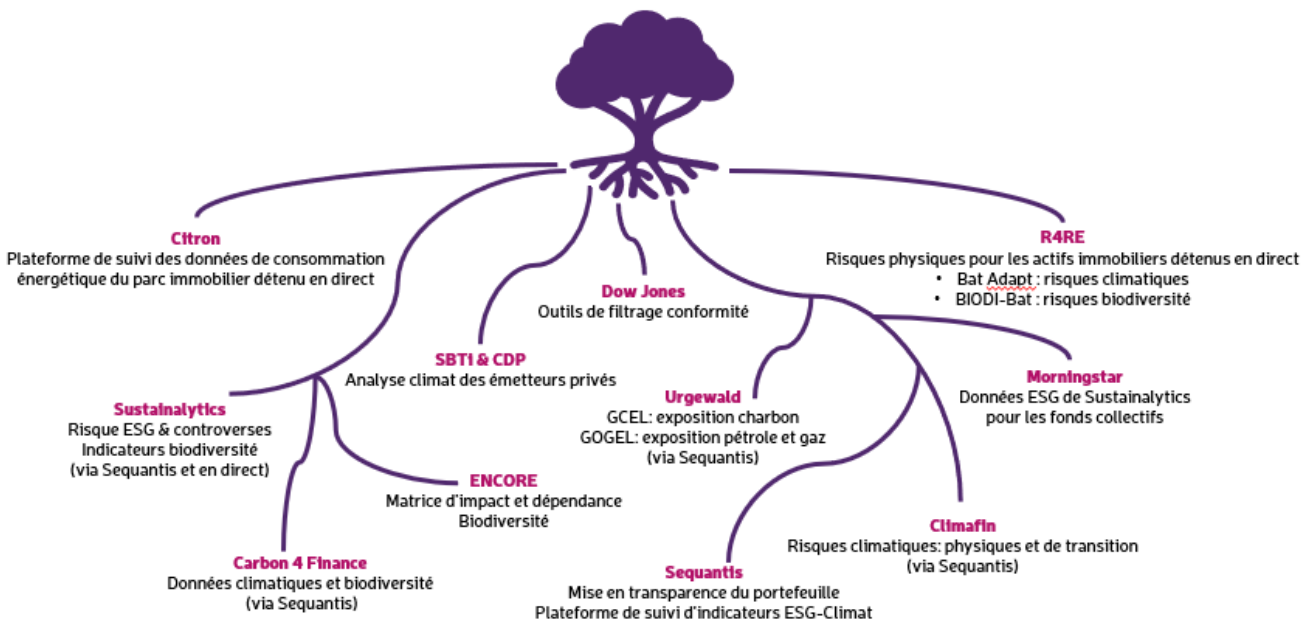 Citron
Plateforme de suivi des données de consommation
énergétique du parc immobilier détenu en direct
R4RE
Risques physiques pour les actifs immobiliers détenus en direct
• Bat Adapt : risques climatiques
• BIODI-Bat : risques biodiversité
Dow Jones
Outils de filtrage conformité
SBTi & CDP
Analyse climat des émetteurs privés
Sustainalytics
Risque ESG & controverses
Indicateurs biodiversité
(via Sequantis et en direct)
Urgewald
GCEL: exposition charbon
GOGEL: exposition pétrole et gaz
(via Sequantis)
Morningstar
Données ESG de Sustainalytics
pour les fonds collectifs
ENCORE
Matrice d'impact et dépendance
Biodiversité
Carbon 4 Finance
Données climatiques et biodiversité
(via Sequantis)
Climafin
Risques climatiques: physiques et de transition
(via Sequantis)
Sequantis
Mise en transparence du portefeuille
Plateforme de suivi d'indicateurs ESG-Climat